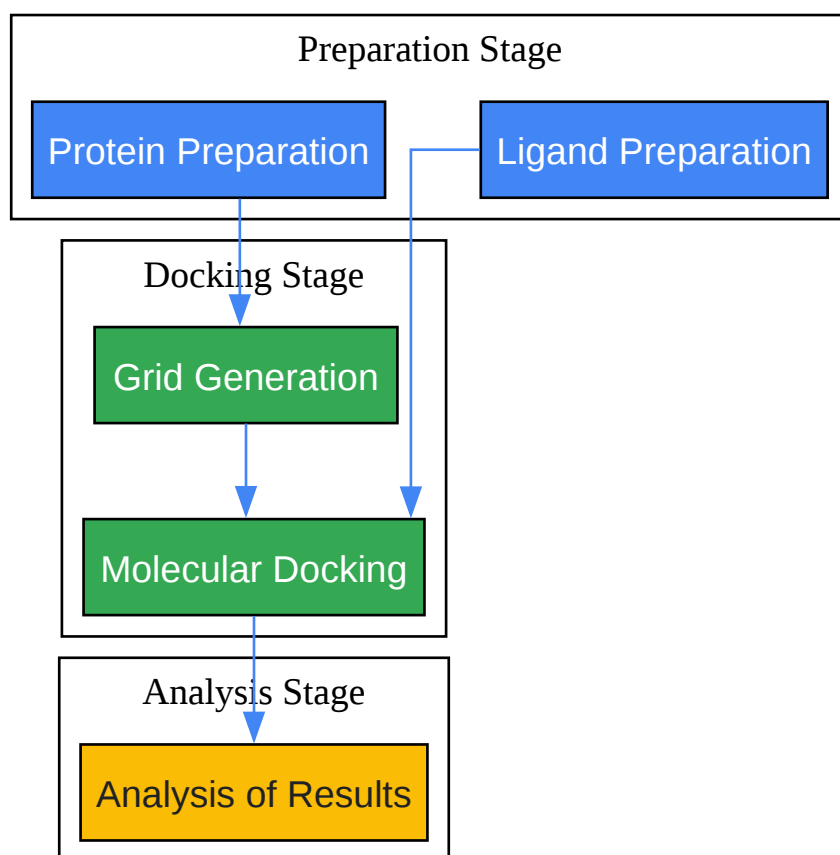 Preparation Stage
Protein Preparation
Ligand Preparation
Docking Stage
Grid Generation
Molecular Docking
Analysis Stage
Analysis of Results